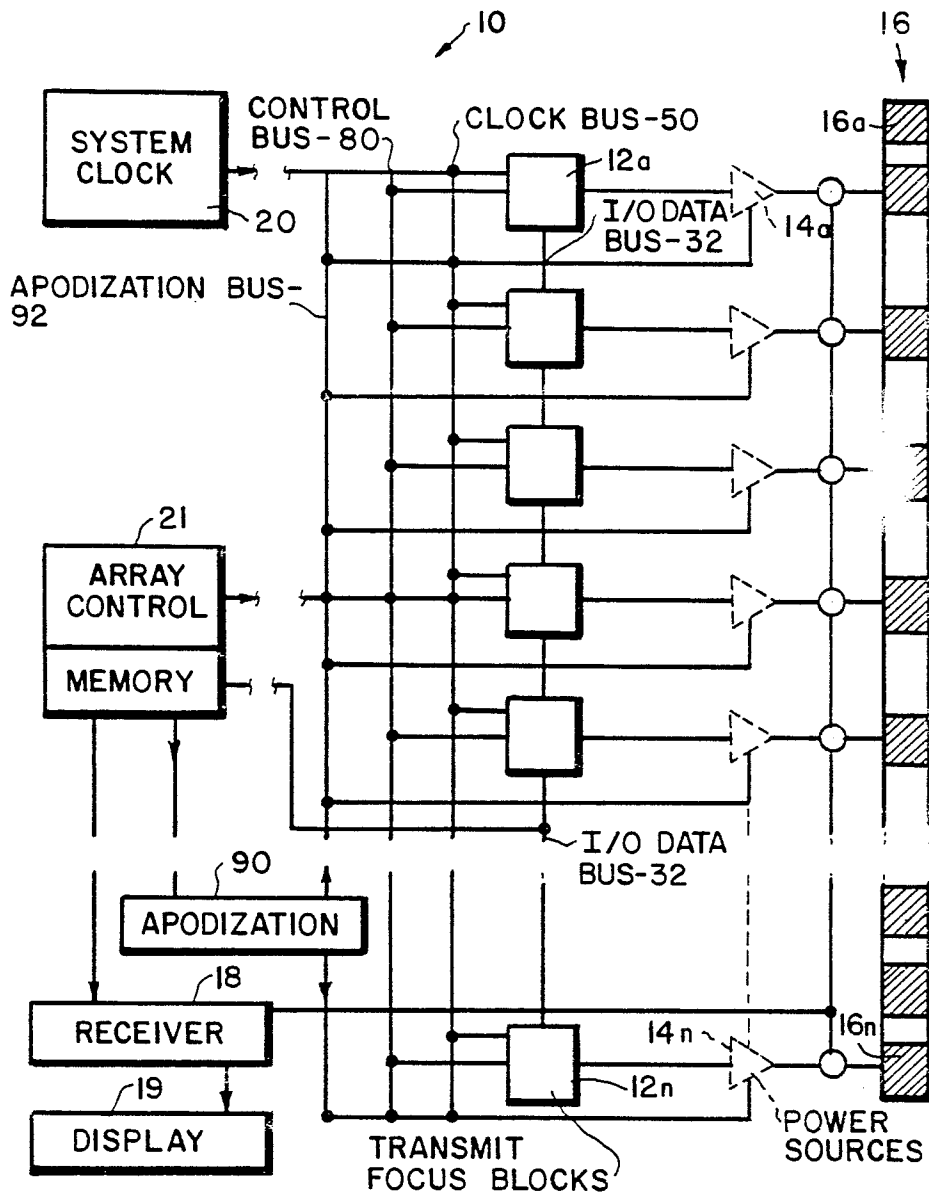 10
16
SYSTEM
CLOCK
20
CONTROL
BUS-80
CLOCK BUS-50
12a
16a
I/O DATA
BUS-32
14a
APODIZATION BUS-
92
21
ARRAY
CONTROL
MEMORY
I/O DATA
BUS-32
90
APODIZATION
18
RECEIVER
14n
16n
12n
19
DISPLAY
TRANSMIT
FOCUS BLOCKS
POWER
SOURCES